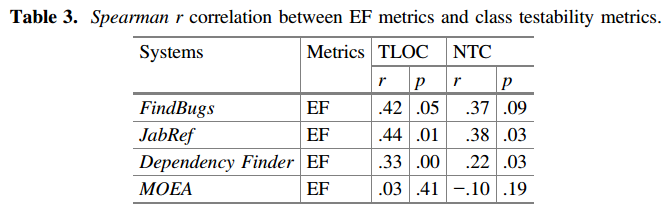 Table 3. Spearman r correlation between EF metrics and class testability metrics.
Systems Metrics TLOC NTC
r p r p
FindBugs EF .42 .05 .37 .09
JabRef EF .44 .01 .38 .03
Dependency Finder EF .33 .00 .22 .03
MOEA EF .03 .41 −.10 .19